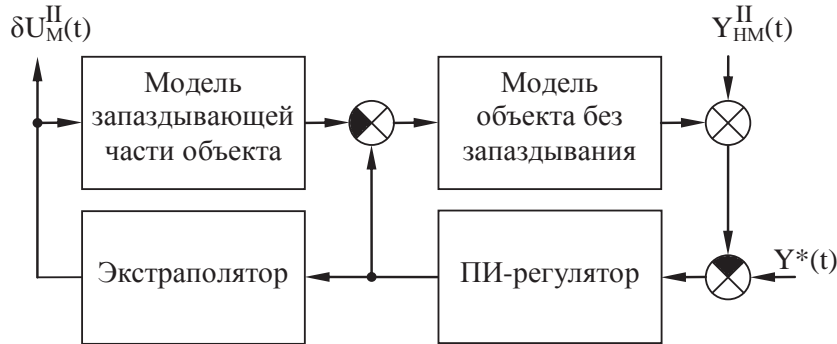 δU_M^II(t)
Y_HM^II(t)
Модель
запаздывающей
части объекта
Модель
объекта без
запаздывания
Экстраполятор
ПИ-регулятор
Y*(t)